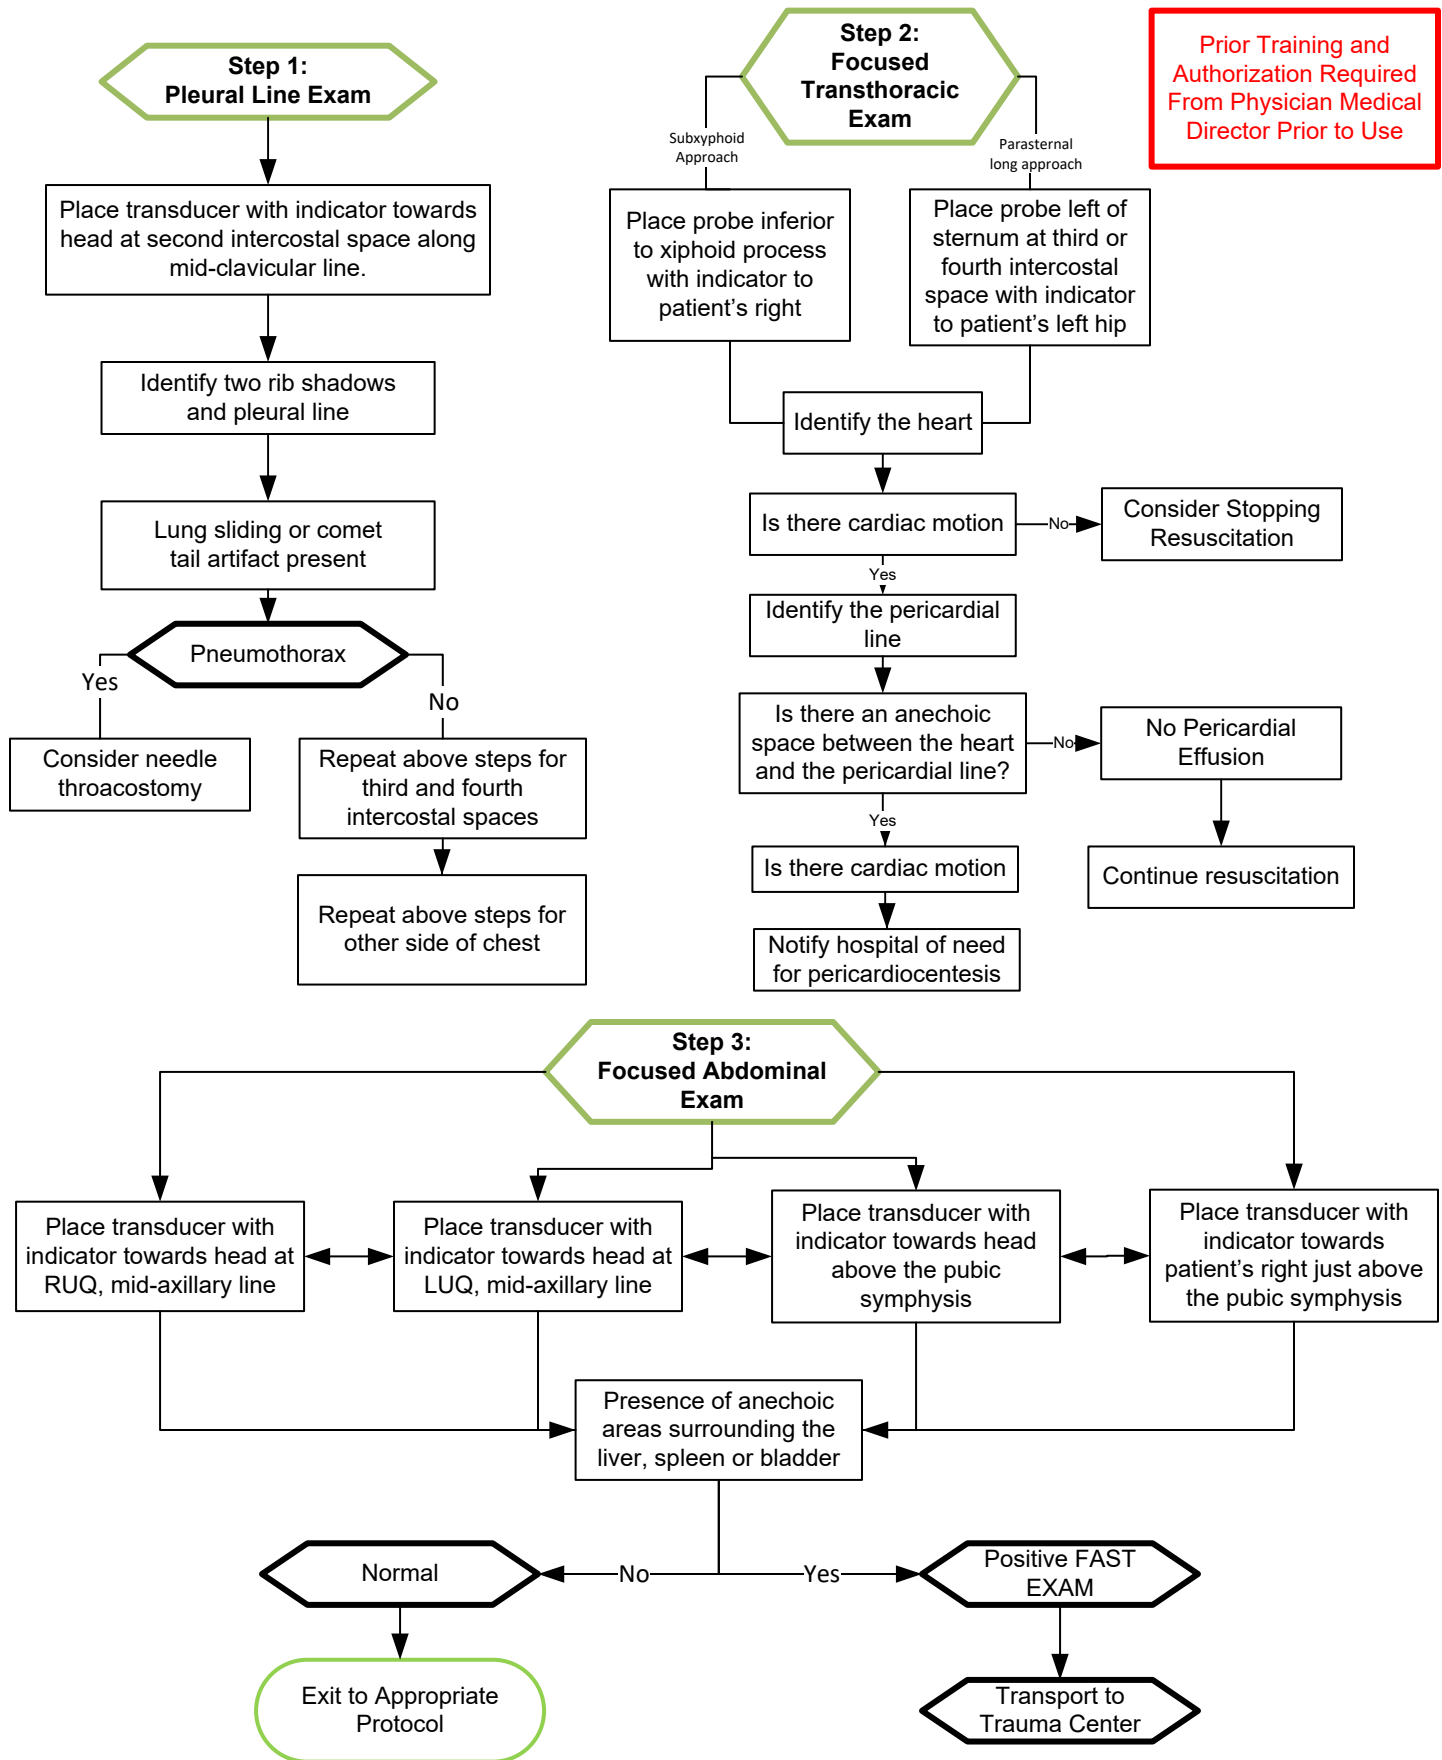 Step 1:
Pleural Line Exam
Place transducer with indicator towards
head at second intercostal space along
mid-clavicular line.
Identify two rib shadows
and pleural line
Lung sliding or comet
tail artifact present
Pneumothorax
Yes
No
Consider needle
throacostomy
Repeat above steps for
third and fourth
intercostal spaces
Repeat above steps for
other side of chest
Step 2:
Focused
Transthoracic
Exam
Subxyphoid
Approach
Parasternal
long approach
Place probe inferior
to xiphoid process
with indicator to
patient’s right
Place probe left of
sternum at third or
fourth intercostal
space with indicator
to patient’s left hip
Identify the heart
Is there cardiac motion
No
Consider Stopping
Resuscitation
Yes
Identify the pericardial
line
Is there an anechoic
space between the heart
and the pericardial line?
No
No Pericardial
Effusion
Continue resuscitation
Yes
Is there cardiac motion
Notify hospital of need
for pericardiocentesis
Prior Training and
Authorization Required
From Physician Medical
Director Prior to Use
Step 3:
Focused Abdominal
Exam
Place transducer with
indicator towards head at
RUQ, mid-axillary line
Place transducer with
indicator towards head at
LUQ, mid-axillary line
Place transducer with
indicator towards head
above the pubic
symphysis
Place transducer with
indicator towards
patient’s right just above
the pubic symphysis
Presence of anechoic
areas surrounding the
liver, spleen or bladder
Normal
No
Yes
Positive FAST
EXAM
Exit to Appropriate
Protocol
Transport to
Trauma Center